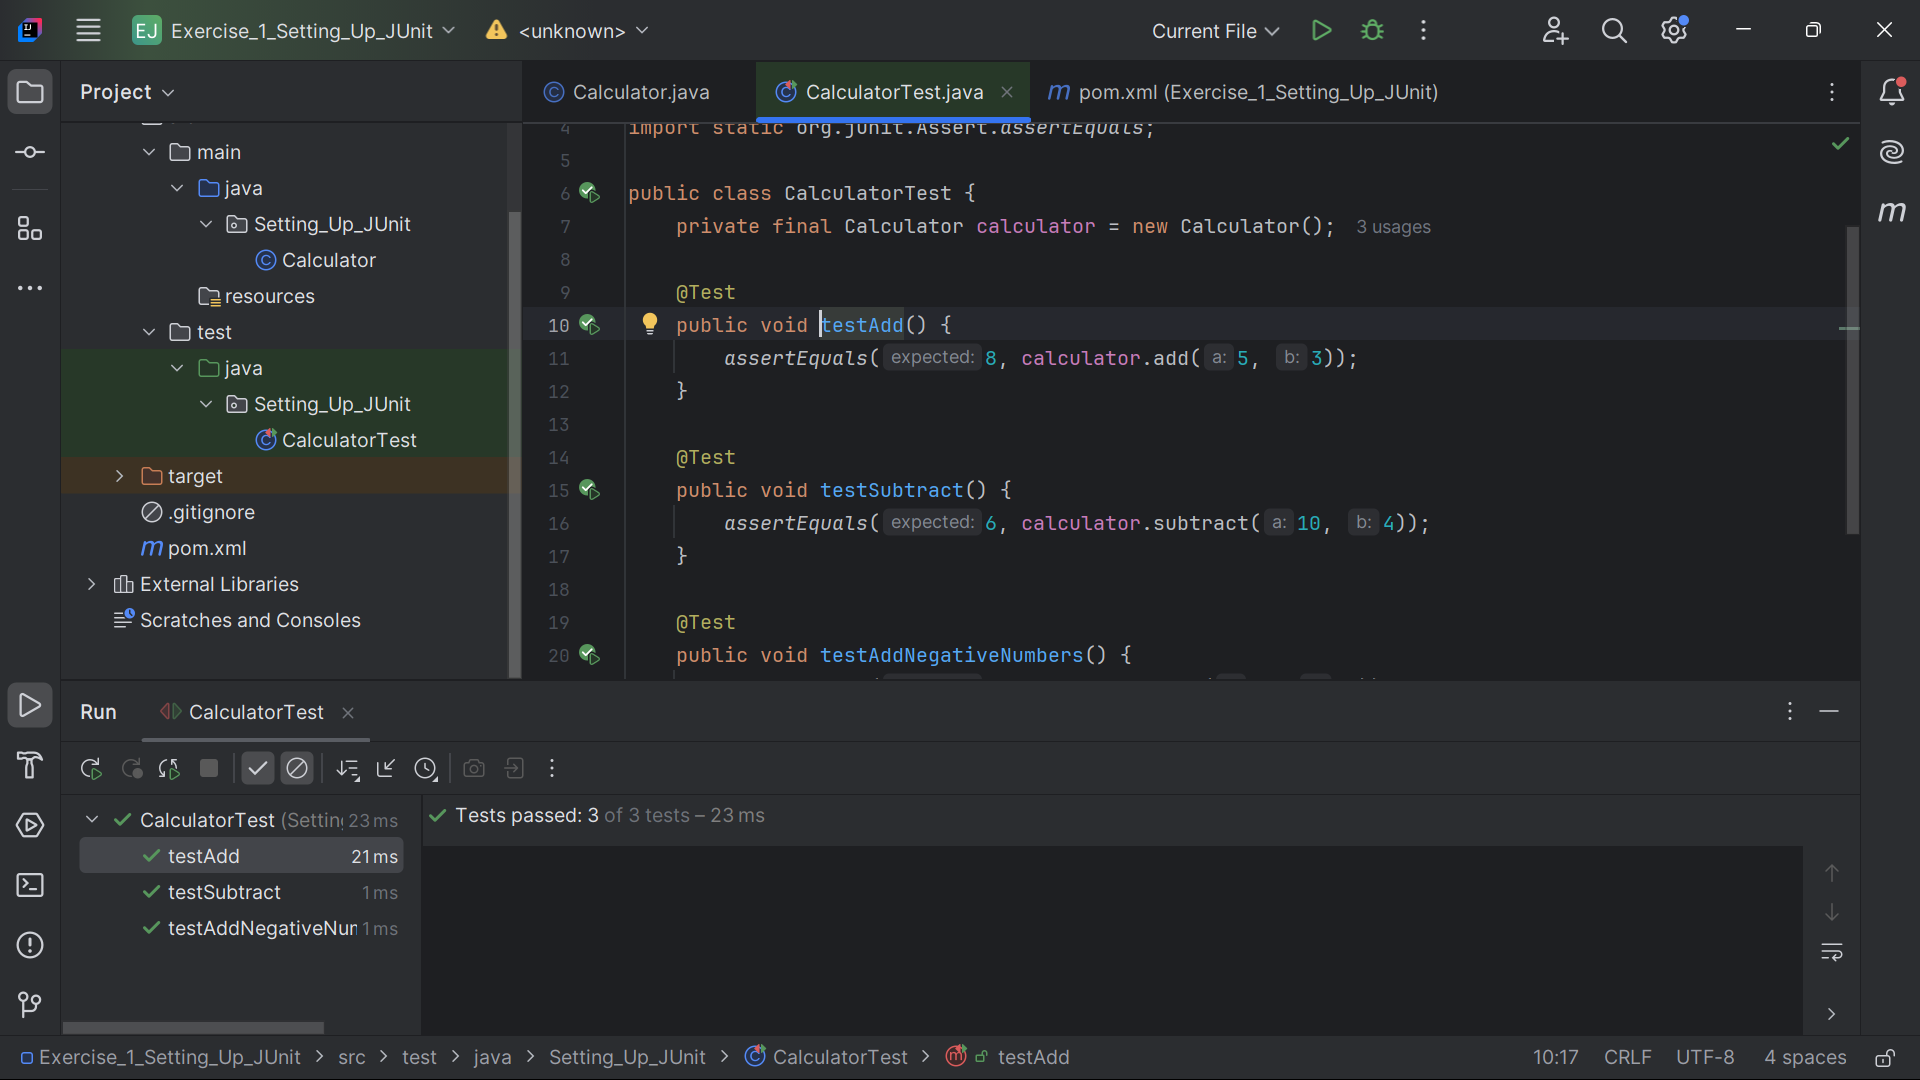 EJ Exercise_1_Setting_Up_JUnit <unknown> Current File
Project
Calculator.java CalculatorTest.java pom.xml (Exercise_1_Setting_Up_JUnit)
main
java
Setting_Up_JUnit
Calculator
resources
test
java
Setting_Up_JUnit
CalculatorTest
target
.gitignore
pom.xml
External Libraries
Scratches and Consoles
4 import static org.junit.Assert.assertEquals;
5
6 public class CalculatorTest {
7 private final Calculator calculator = new Calculator(); 3 usages
8
9 @Test
10 public void testAdd() {
11 assertEquals( expected: 8, calculator.add( a: 5, b: 3));
12 }
13
14 @Test
15 public void testSubtract() {
16 assertEquals( expected: 6, calculator.subtract( a: 10, b: 4));
17 }
18
19 @Test
20 public void testAddNegativeNumbers() {
Run CalculatorTest
CalculatorTest (Setting 23 ms
testAdd 21 ms
testSubtract 1 ms
testAddNegativeNum 1 ms
Tests passed: 3 of 3 tests – 23 ms
Exercise_1_Setting_Up_JUnit > src > test > java > Setting_Up_JUnit > CalculatorTest > testAdd
10:17 CRLF UTF-8 4 spaces